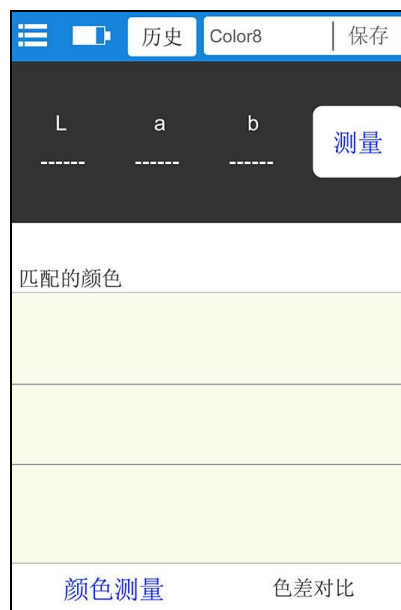 历史 Color8 保存
L a b
------ ------ ------
测量
匹配的颜色
颜色测量 色差对比